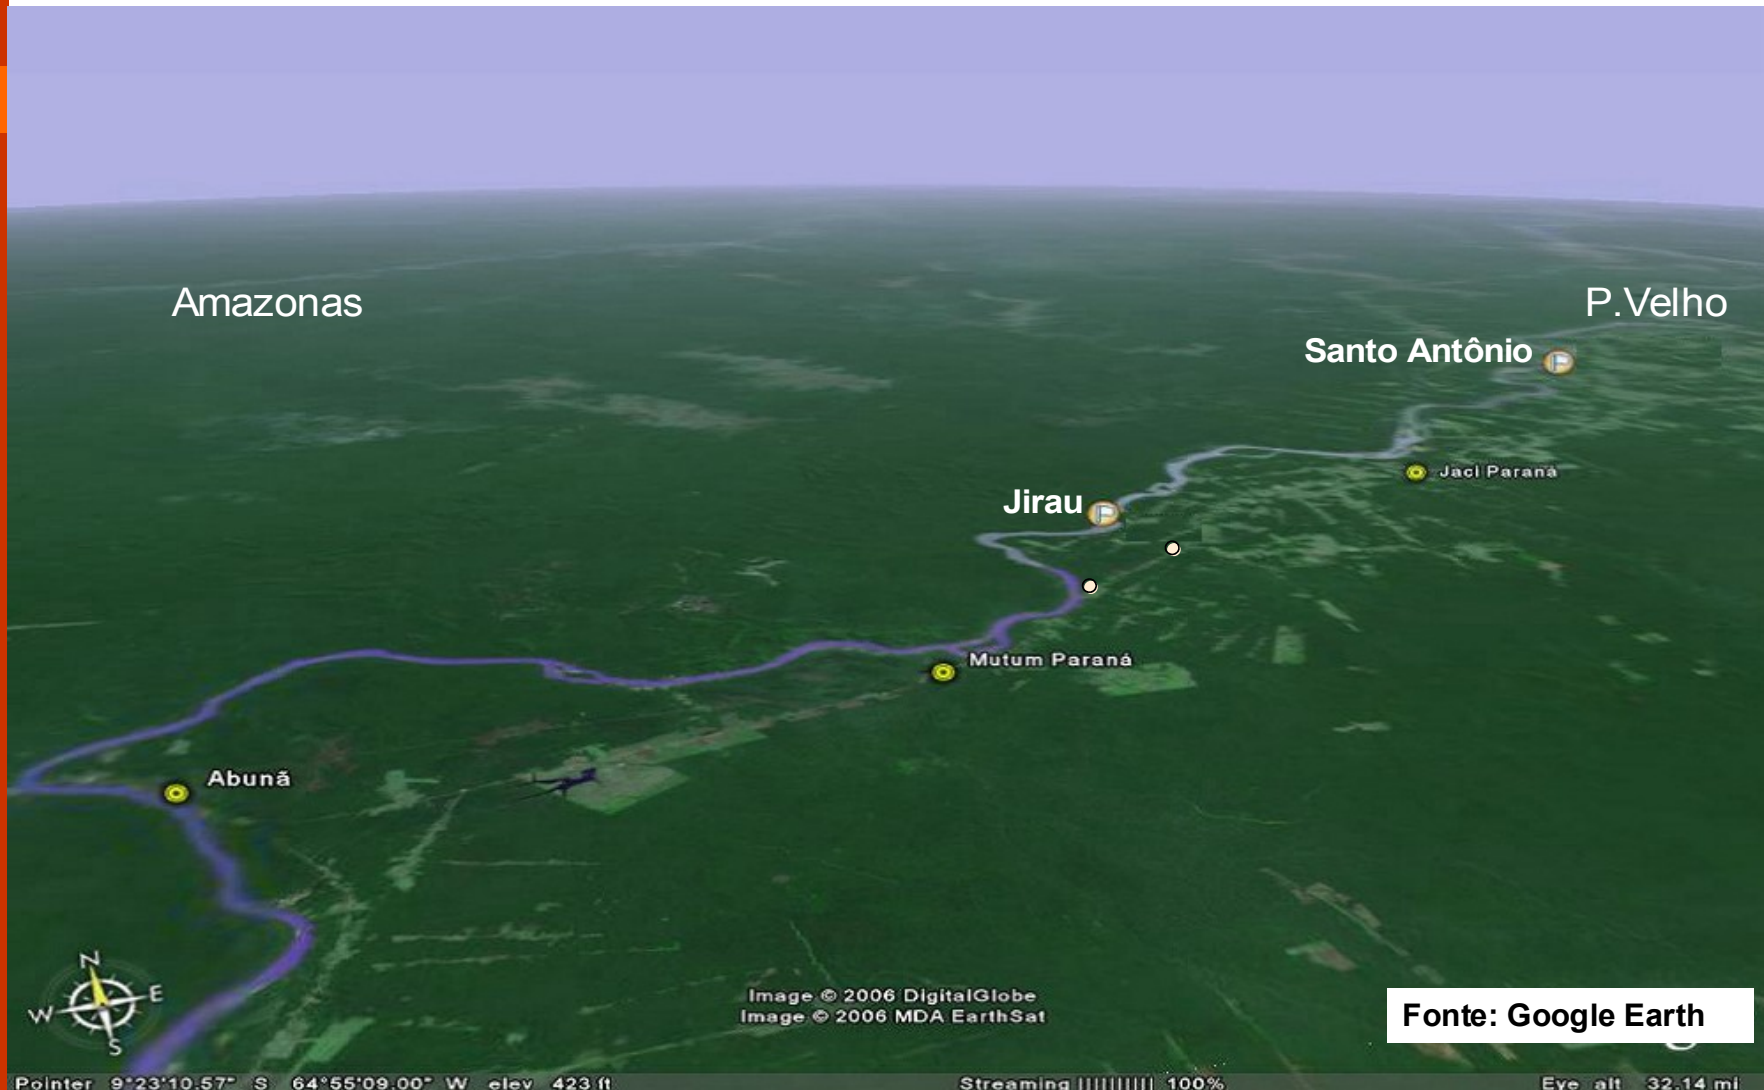 Amazonas
P.Velho
Santo Antônio
Jaci Paraná
Jirau
Mutum Paraná
Abunã
N
W E
S
Image © 2006 DigitalGlobe
Image © 2006 MDA EarthSat
Fonte: Google Earth
Pointer 9°23'10.57" S 64°55'09.00" W elev 423 ft Streaming |||||||||| 100% Eye alt 32.14 mi